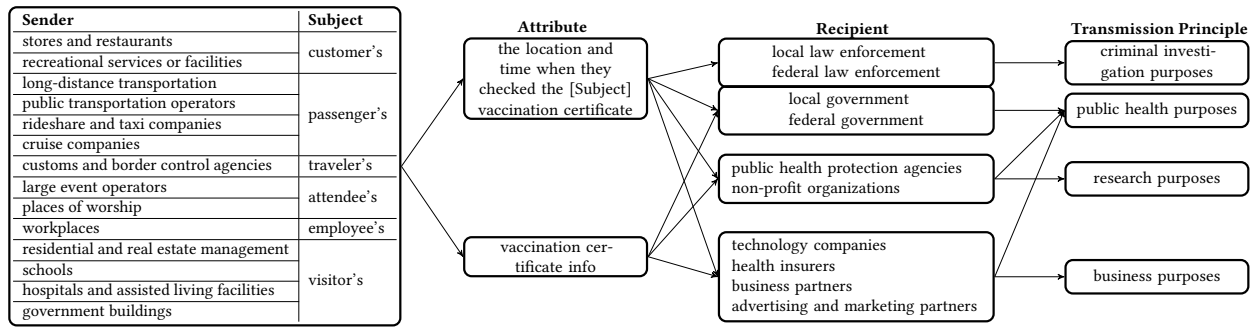 Sender Subject
stores and restaurants
recreational services or facilities
customer's
long-distance transportation
public transportation operators
rideshare and taxi companies
cruise companies
passenger's
customs and border control agencies traveler's
large event operators
places of worship
attendee's
workplaces employee's
residential and real estate management
schools
hospitals and assisted living facilities
government buildings
visitor's
Attribute
the location and
time when they
checked the [Subject]
vaccination certificate
vaccination cer-
tificate info
Recipient
local law enforcement
federal law enforcement
local government
federal government
public health protection agencies
non-profit organizations
technology companies
health insurers
business partners
advertising and marketing partners
Transmission Principle
criminal investi-
gation purposes
public health purposes
research purposes
business purposes